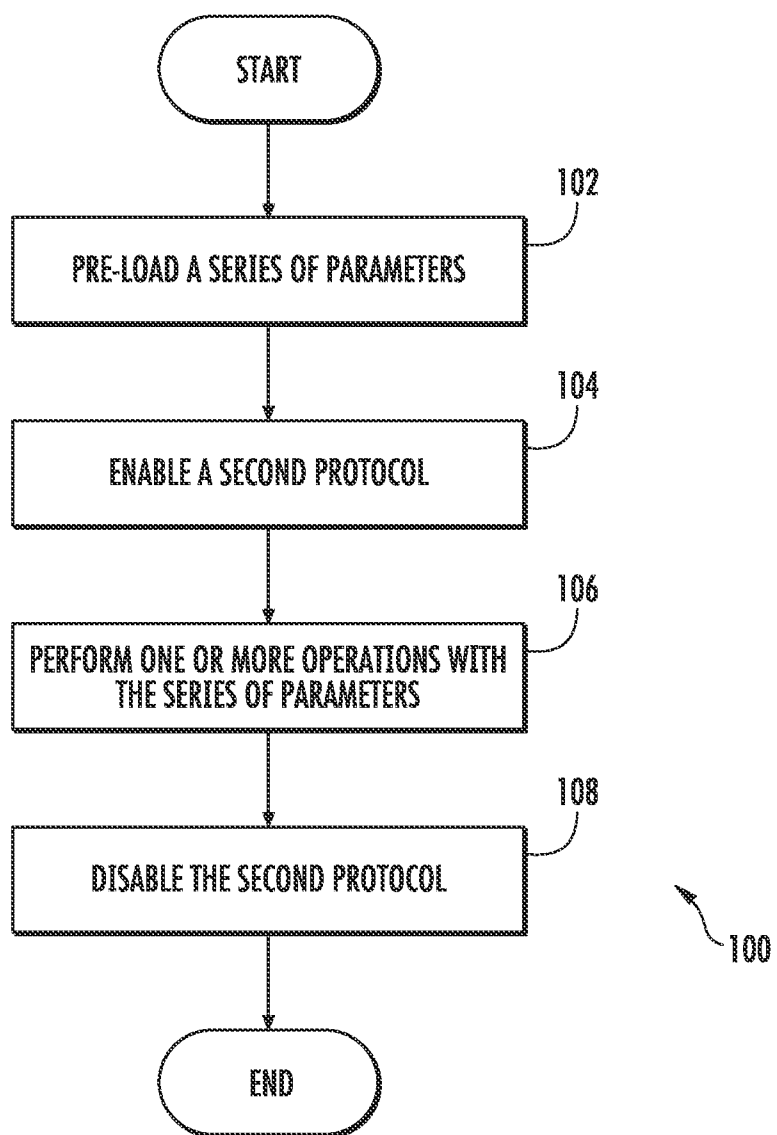 START
102
PRE-LOAD A SERIES OF PARAMETERS
104
ENABLE A SECOND PROTOCOL
106
PERFORM ONE OR MORE OPERATIONS WITH
THE SERIES OF PARAMETERS
108
DISABLE THE SECOND PROTOCOL
100
END